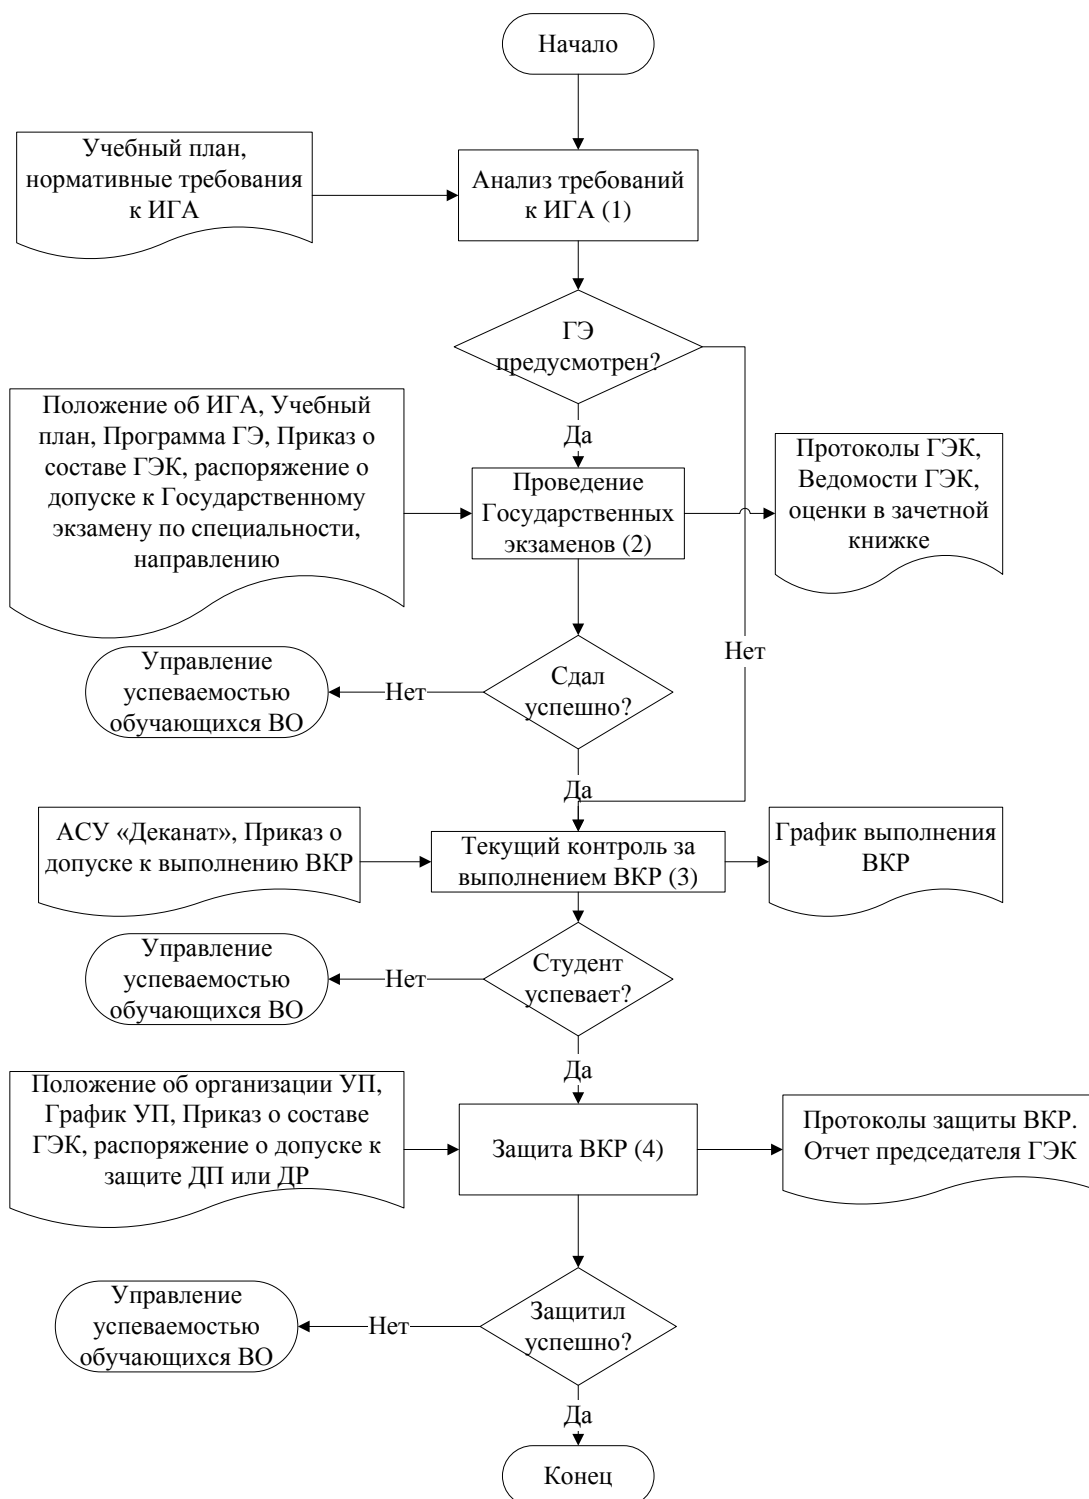 Начало
Учебный план,
нормативные требования
к ИГА
Анализ требований
к ИГА (1)
ГЭ
предусмотрен?
Да
Положение об ИГА, Учебный
план, Программа ГЭ, Приказ о
составе ГЭК, распоряжение о
допуске к Государственному
экзамену по специальности,
направлению
Проведение
Государственных
экзаменов (2)
Протоколы ГЭК,
Ведомости ГЭК,
оценки в зачетной
книжке
Нет
Управление
успеваемостью
обучающихся ВО
Нет
Сдал
успешно?
Да
АСУ «Деканат», Приказ о
допуске к выполнению ВКР
Текущий контроль за
выполнением ВКР (3)
График выполнения
ВКР
Управление
успеваемостью
обучающихся ВО
Нет
Студент
успевает?
Да
Положение об организации УП,
График УП, Приказ о составе
ГЭК, распоряжение о допуске к
защите ДП или ДР
Защита ВКР (4)
Протоколы защиты ВКР.
Отчет председателя ГЭК
Управление
успеваемостью
обучающихся ВО
Нет
Защитил
успешно?
Да
Конец